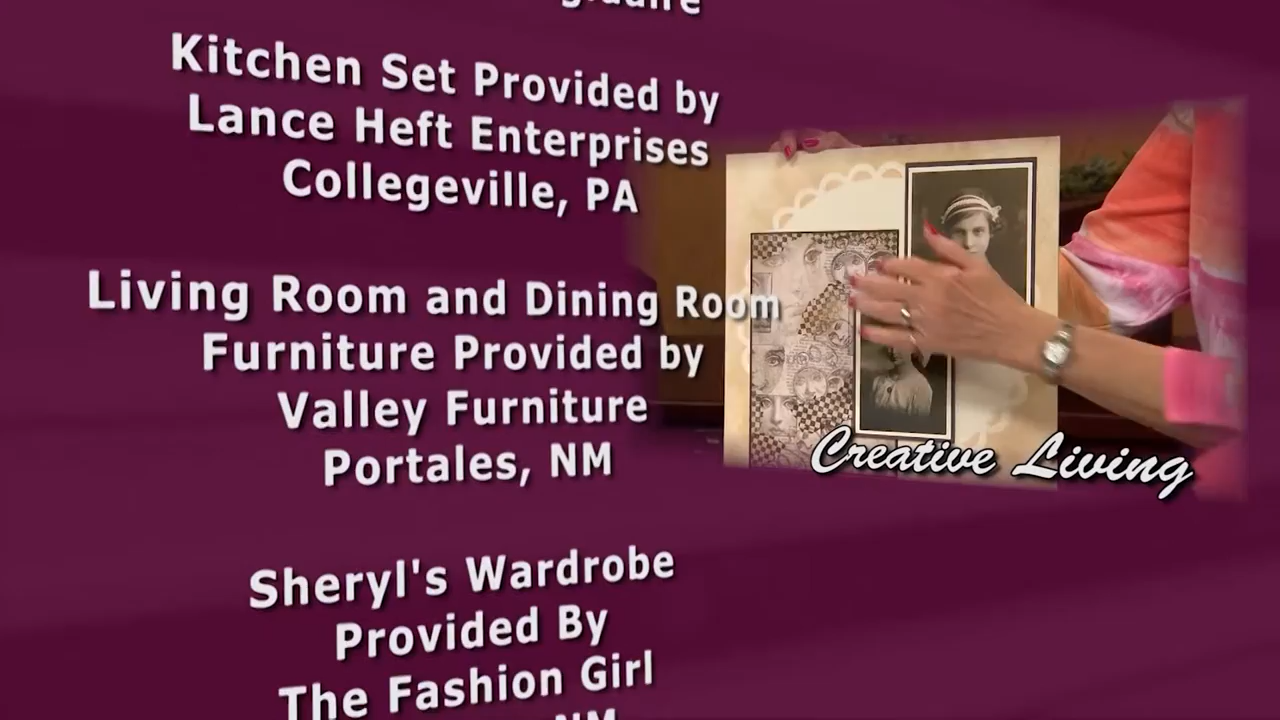 Kitchen Set Provided by
Lance Heft Enterprises
Collegeville, PA
Living Room and Dining Room
Furniture Provided by
Valley Furniture
Portales, NM
Creative Living
Sheryl's Wardrobe
Provided By
The Fashion Girl
NM